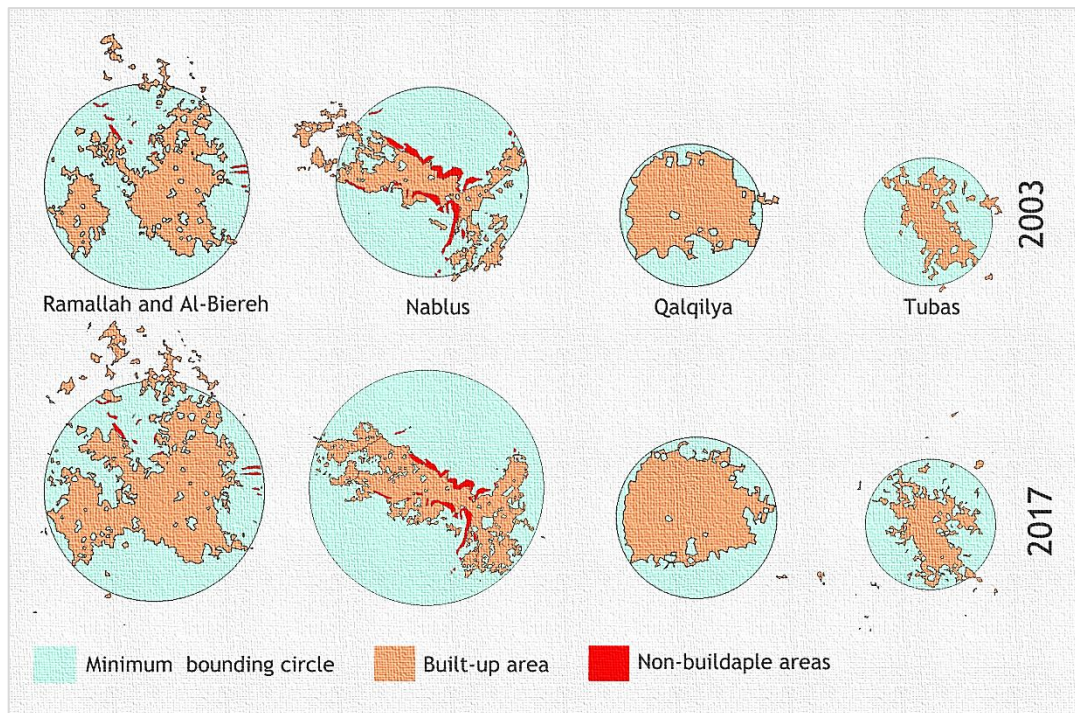 2003
Ramallah and Al-Biereh
Nablus
Qalqilya
Tubas
2017
Minimum bounding circle
Built-up area
Non-buildaple areas